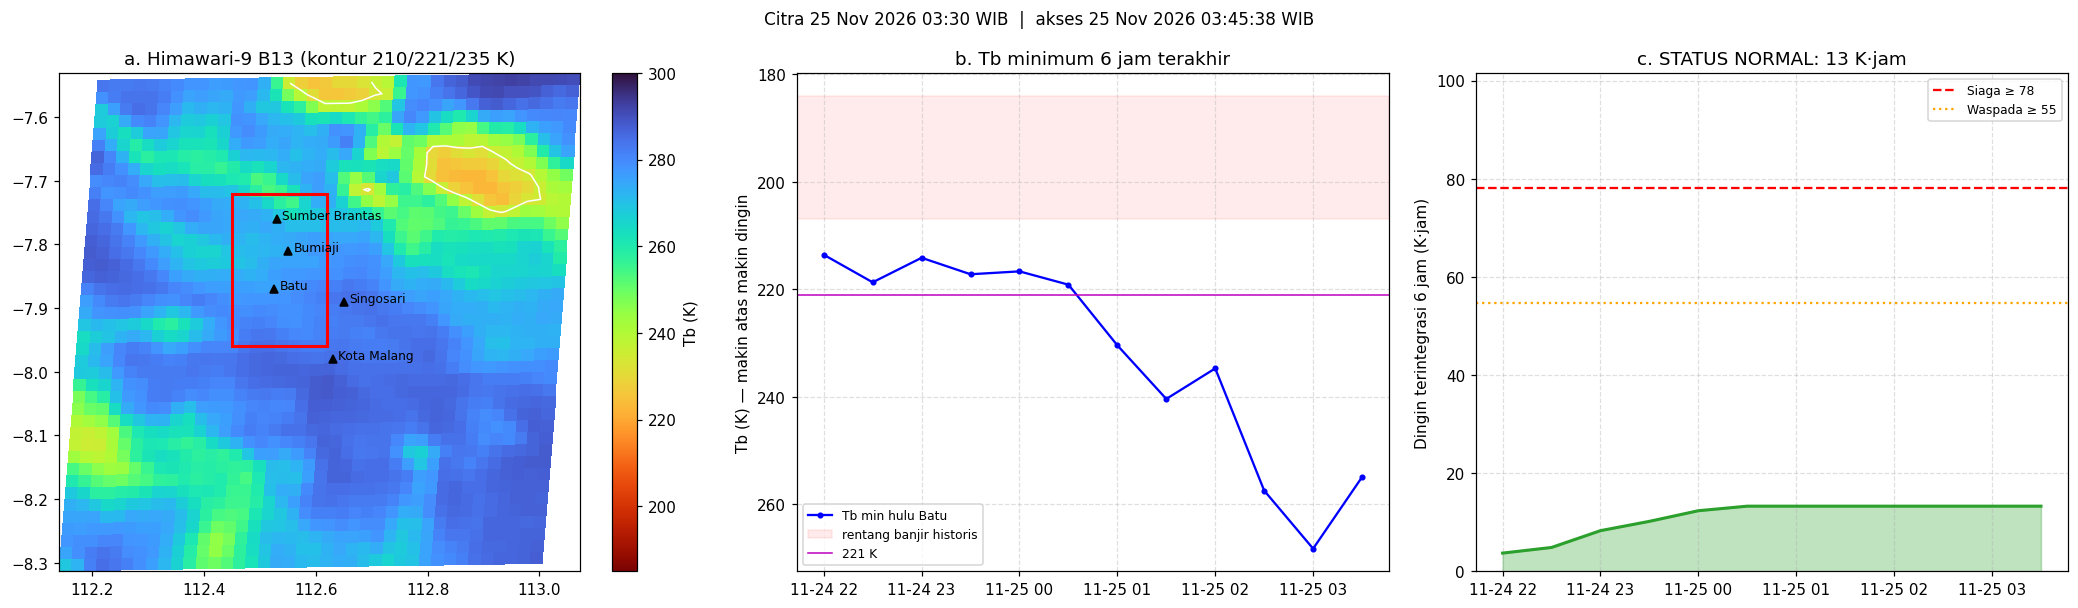 Citra 25 Nov 2026 03:30 WIB | akses 25 Nov 2026 03:45:38 WIB
a. Himawari-9 B13 (kontur 210/221/235 K)
−7.6
−7.7
−7.8
−7.9
−8.0
−8.1
−8.2
−8.3
112.2
112.4
112.6
112.8
113.0
Sumber Brantas
Bumiaji
Batu
Singosari
Kota Malang
300
280
260
240
220
200
Tb (K)
b. Tb minimum 6 jam terakhir
Tb (K) — makin atas makin dingin
180
200
220
240
260
Tb min hulu Batu
rentang banjir historis
221 K
11-24 22
11-24 23
11-25 00
11-25 01
11-25 02
11-25 03
c. STATUS NORMAL: 13 K·jam
Dingin terintegrasi 6 jam (K·jam)
100
80
60
40
20
0
Siaga ≥ 78
Waspada ≥ 55
11-24 22
11-24 23
11-25 00
11-25 01
11-25 02
11-25 03